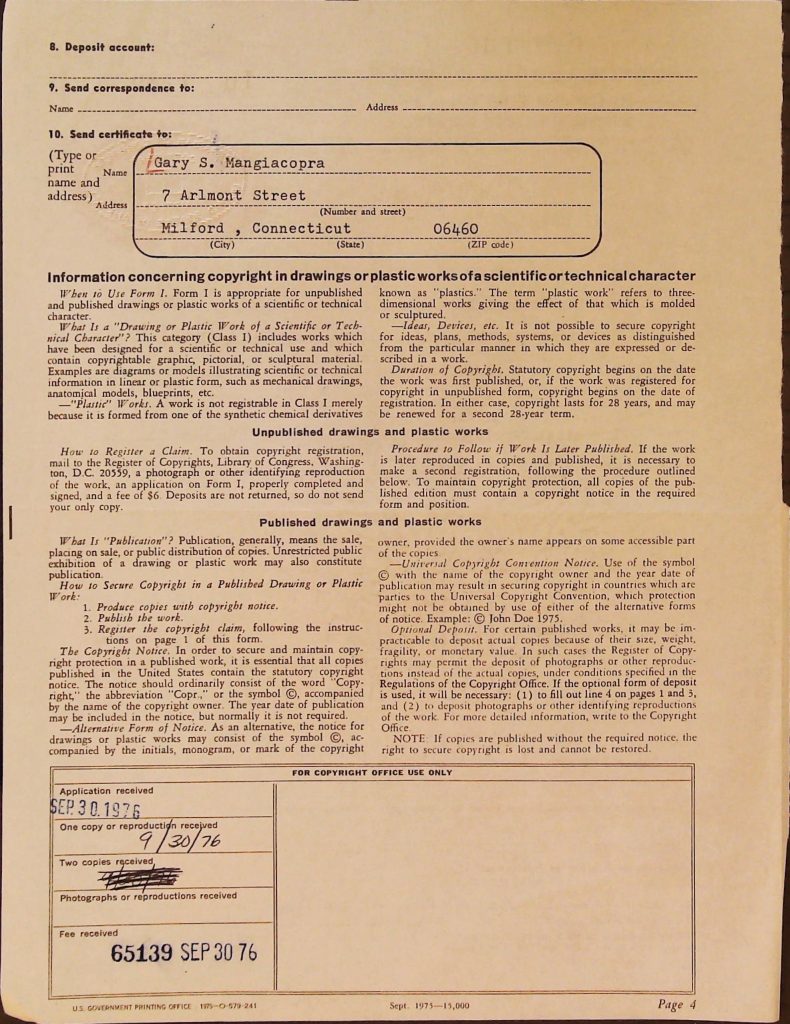 8. Deposit account:
9. Send correspondence to:
Name Address
10. Send certificate to:
(Type or
print Name
name and
address) Address
Gary S. Mangiacopra
7 Arlmont Street
(Number and street)
Milford , Connecticut 06460
(City) (State) (ZIP code)
Information concerning copyright in drawings or plastic works of a scientific or technical character
When to Use Form I. Form I is appropriate for unpublished
and published drawings or plastic works of a scientific or technical
character.
What Is a "Drawing or Plastic Work of a Scientific or Tech-
nical Character"? This category (Class I) includes works which
have been designed for a scientific or technical use and which
contain copyrightable graphic, pictorial, or sculptural material.
Examples are diagrams or models illustrating scientific or technical
information in linear or plastic form, such as mechanical drawings,
anatomical models, blueprints, etc.
—"Plastic" Works. A work is not registrable in Class I merely
because it is formed from one of the synthetic chemical derivatives
known as "plastics." The term "plastic work" refers to three-
dimensional works giving the effect of that which is molded
or sculptured.
—Ideas, Devices, etc. It is not possible to secure copyright
for ideas, plans, methods, systems, or devices as distinguished
from the particular manner in which they are expressed or de-
scribed in a work.
Duration of Copyright. Statutory copyright begins on the date
the work was first published, or, if the work was registered for
copyright in unpublished form, copyright begins on the date of
registration. In either case, copyright lasts for 28 years, and may
be renewed for a second 28-year term.
Unpublished drawings and plastic works
How to Register a Claim. To obtain copyright registration,
mail to the Register of Copyrights, Library of Congress, Washing-
ton, D.C. 20559, a photograph or other identifying reproduction
of the work, an application on Form I, properly completed and
signed, and a fee of $6. Deposits are not returned, so do not send
your only copy.
Procedure to Follow if Work Is Later Published. If the work
is later reproduced in copies and published, it is necessary to
make a second registration, following the procedure outlined
below. To maintain copyright protection, all copies of the pub-
lished edition must contain a copyright notice in the required
form and position.
Published drawings and plastic works
What Is "Publication"? Publication, generally, means the sale,
placing on sale, or public distribution of copies. Unrestricted public
exhibition of a drawing or plastic work may also constitute
publication.
How to Secure Copyright in a Published Drawing or Plastic
Work:
1. Produce copies with copyright notice.
2. Publish the work.
3. Register the copyright claim, following the instruc-
tions on page 1 of this form.
The Copyright Notice. In order to secure and maintain copy-
right protection in a published work, it is essential that all copies
published in the United States contain the statutory copyright
notice. The notice should ordinarily consist of the word "Copy-
right," the abbreviation "Copr.," or the symbol ©, accompanied
by the name of the copyright owner. The year date of publication
may be included in the notice, but normally it is not required.
—Alternative Form of Notice. As an alternative, the notice for
drawings or plastic works may consist of the symbol ©, ac-
companied by the initials, monogram, or mark of the copyright
owner, provided the owner's name appears on some accessible part
of the copies.
—Universal Copyright Convention Notice. Use of the symbol
© with the name of the copyright owner and the year date of
publication may result in securing copyright in countries which are
parties to the Universal Copyright Convention, which protection
might not be obtained by use of either of the alternative forms
of notice. Example: © John Doe 1975.
Optional Deposit. For certain published works, it may be im-
practicable to deposit actual copies because of their size, weight,
fragility, or monetary value. In such cases the Register of Copy-
rights may permit the deposit of photographs or other reproduc-
tions instead of the actual copies, under conditions specified in the
Regulations of the Copyright Office. If the optional form of deposit
is used, it will be necessary: (1) to fill out line 4 on pages 1 and 3,
and (2) to deposit photographs or other identifying reproductions
of the work. For more detailed information, write to the Copyright
Office.
NOTE: If copies are published without the required notice, the
right to secure copyright is lost and cannot be restored.
FOR COPYRIGHT OFFICE USE ONLY
Application received
SEP. 30. 1976
One copy or reproduction received
9/30/76
Two copies received
Photographs or reproductions received
Fee received
65139 SEP 30 76
U.S. GOVERNMENT PRINTING OFFICE 1975-O-579-241
Sept. 1975—15,000
Page 4